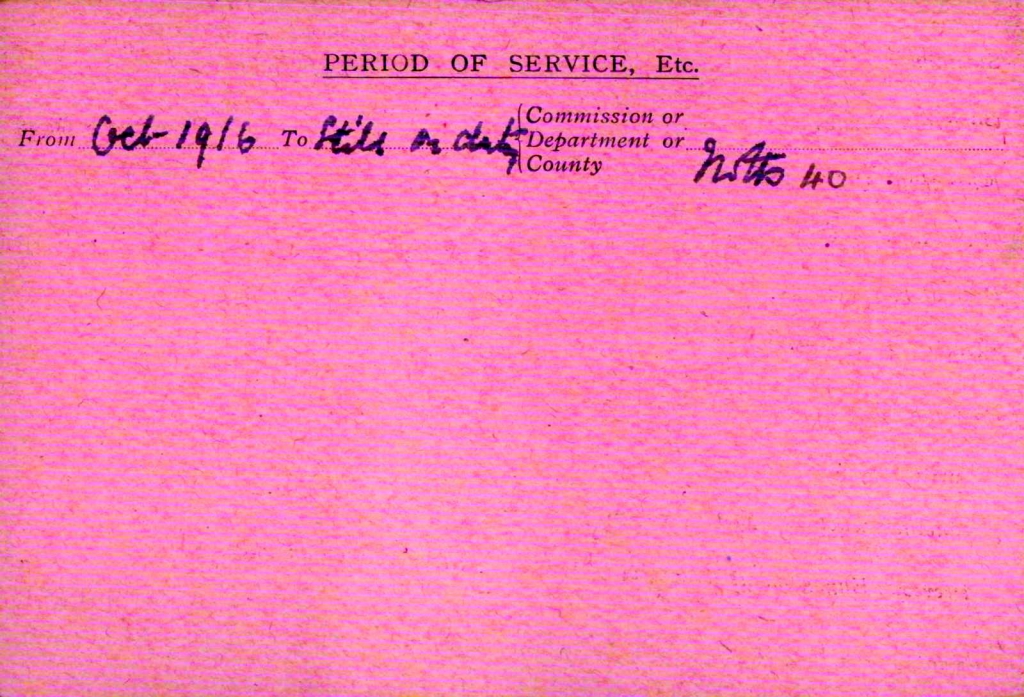 PERIOD OF SERVICE, Etc.
Commission or
From Oct 1916 To Still on duty Department or
County Notts 40